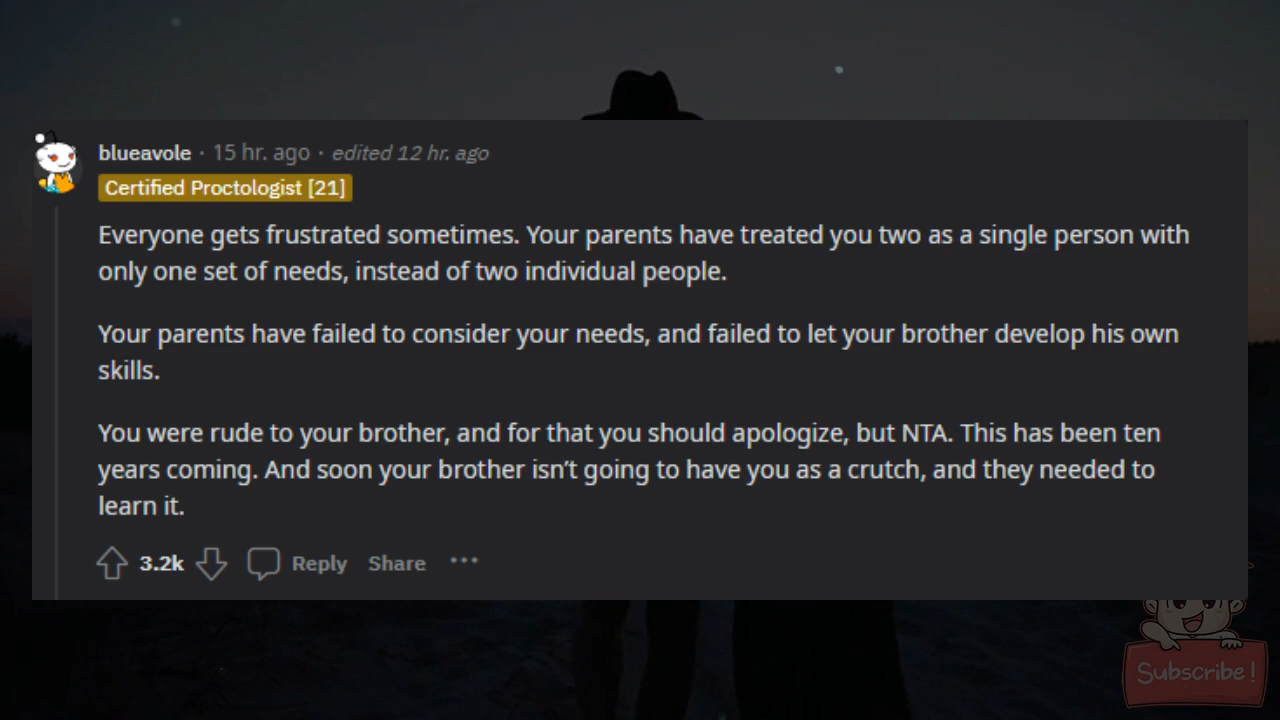 blueavole · 15 hr. ago · edited 12 hr. ago
Certified Proctologist [21]
Everyone gets frustrated sometimes. Your parents have treated you two as a single person with
only one set of needs, instead of two individual people.
Your parents have failed to consider your needs, and failed to let your brother develop his own
skills.
You were rude to your brother, and for that you should apologize, but NTA. This has been ten
years coming. And soon your brother isn’t going to have you as a crutch, and they needed to
learn it.
3.2k Reply Share ···
Subscribe!